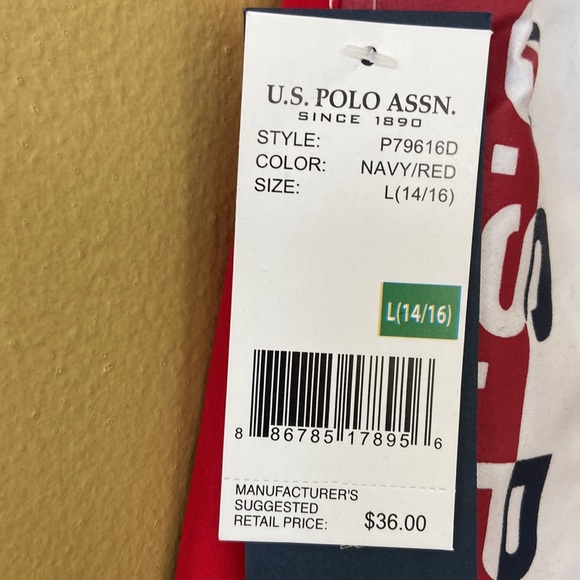 U.S. POLO ASSN.
SINCE 1890
STYLE: P79616D
COLOR: NAVY/RED
SIZE: L(14/16)
L(14/16)
8 86785 17895 6
MANUFACTURER'S
SUGGESTED
RETAIL PRICE: $36.00